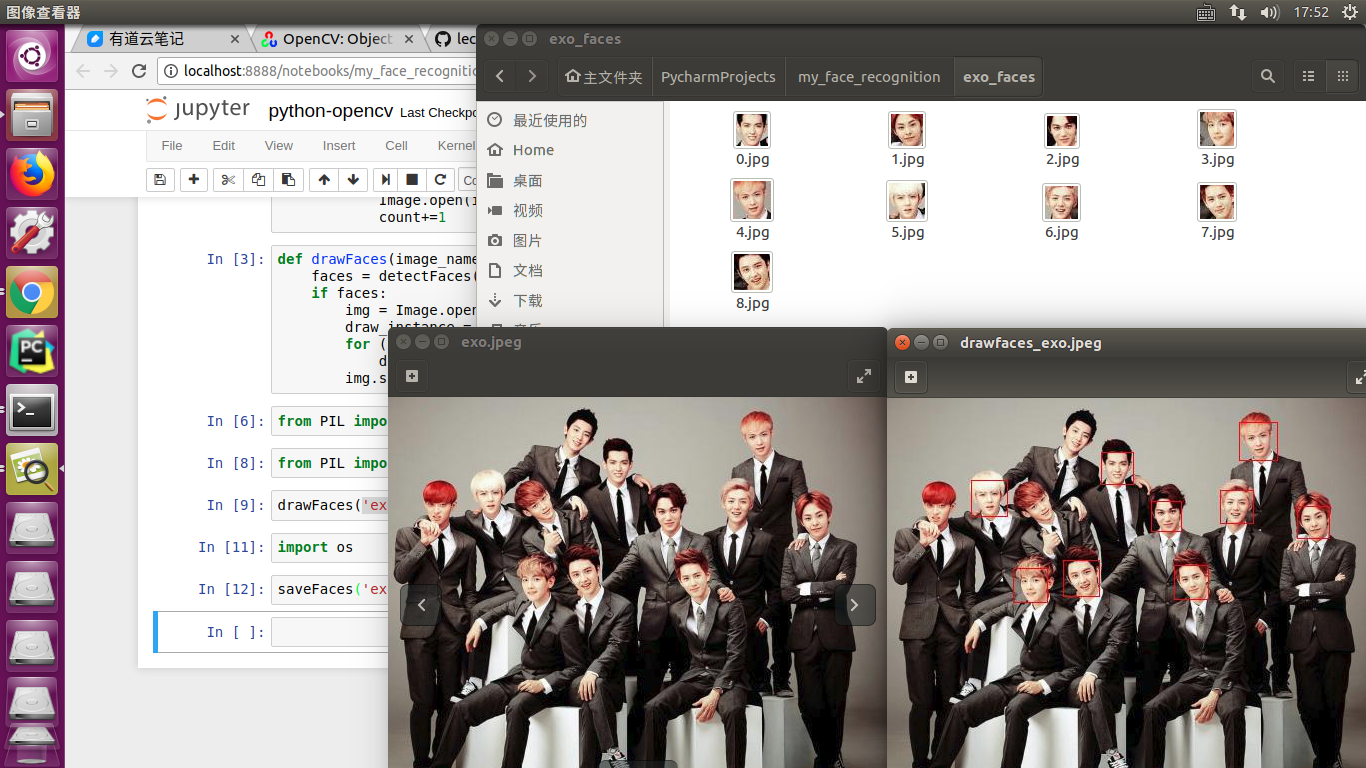 图像查看器
17:52
有道云笔记
OpenCV: Object
lec
localhost:8888/notebooks/my_face_recognitio
jupyter python-opencv Last Checkpo
File Edit View Insert Cell Kernel
Co
count+=1
In [3]: def drawFaces(image_name
faces = detectFaces(
if faces:
img = Image.open
draw_instance =
for (
d
img.s
In [6]: from PIL impo
In [8]: from PIL impo
In [9]: drawFaces('ex
In [11]: import os
In [12]: saveFaces('ex
In [ ]:
exo_faces
主文件夹 PycharmProjects my_face_recognition exo_faces
最近使用的
Home
桌面
视频
图片
文档
下载
0.jpg 1.jpg 2.jpg 3.jpg
4.jpg 5.jpg 6.jpg 7.jpg
8.jpg
exo.jpeg
drawfaces_exo.jpeg
PC